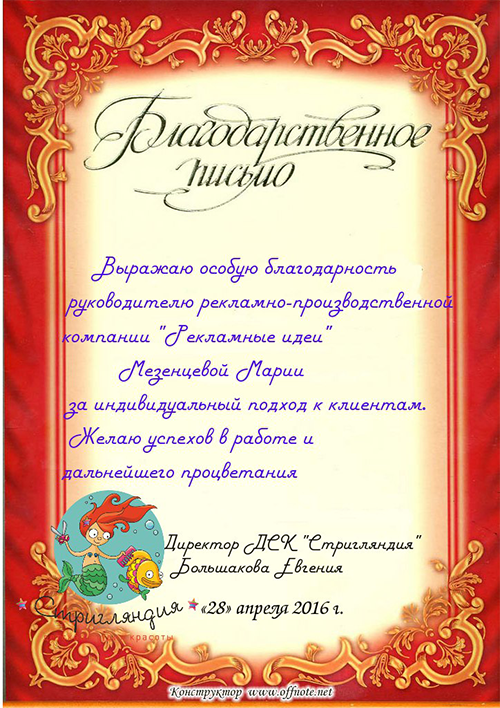 Благодарственное
письмо
Выражаю особую благодарность
руководителю рекламно-производственной
компании "Рекламные идеи"
Мезенцевой Марии
за индивидуальный подход к клиентам.
Желаю успехов в работе и
дальнейшего процветания
Директор ДСК "Стригляндия"
Большакова Евгения
Стригляндия
красоты
«28» апреля 2016 г.
Конструктор www.offnote.net